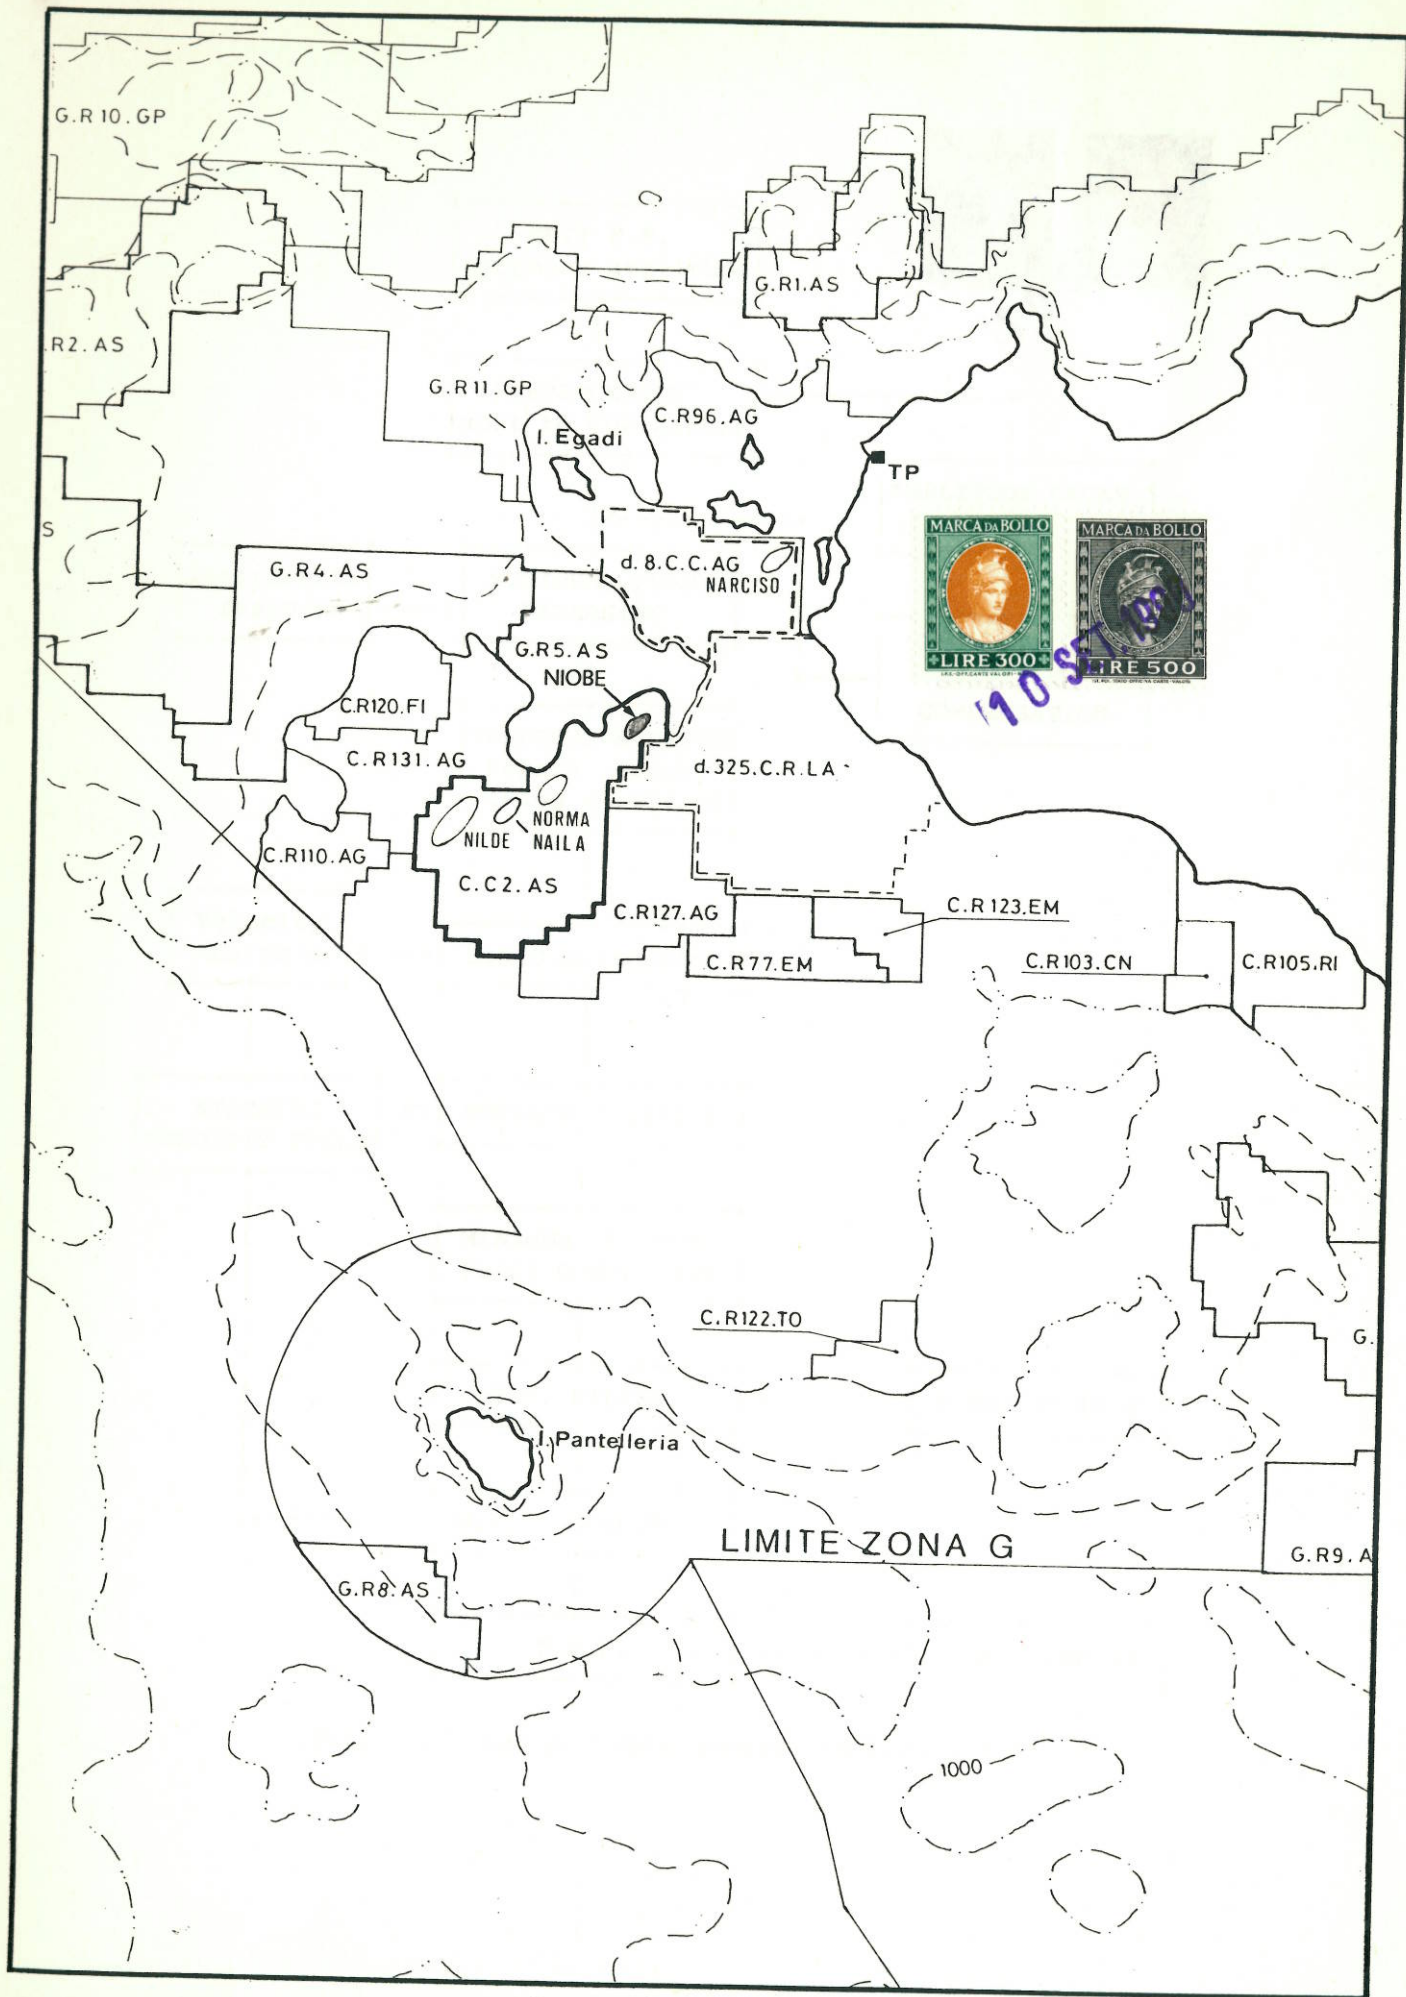 G.R 10.GP
G.R1.AS
.R2.AS
G.R11.GP
C.R96.AG
I. Egadi
TP
MARCA DA BOLLO
LIRE 300
MARCA DA BOLLO
LIRE 500
10 SET.
S
G.R4.AS
d.8.C.C.AG
NARCISO
G.R5.AS
NIOBE
C.R120.FI
C.R131.AG
d.325.C.R.LA
NORMA
NILDE
NAILA
C.R110.AG
C.C2.AS
C.R127.AG
C.R123.EM
C.R77.EM
C.R103.CN
C.R105.RI
C.R122.TO
G.
I. Pantelleria
LIMITE ZONA G
G.R9.A
G.R8.AS
1000